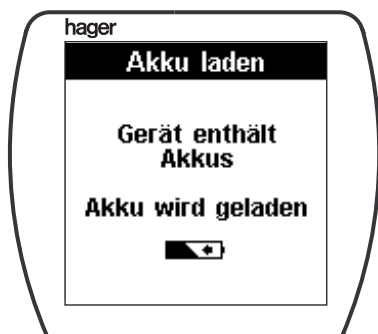 hager
Akku laden
Gerät enthält
Akkus
Akku wird geladen